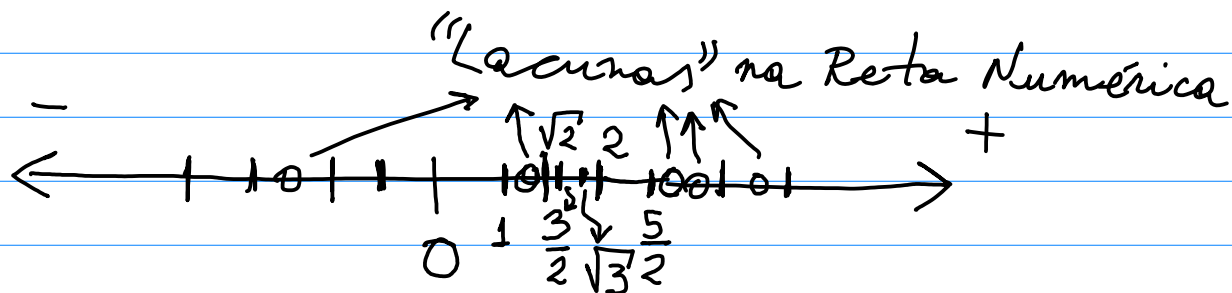 "Lacunas" na Reta Numérica
− +
√2 2
0 1 3/2 √3 5/2